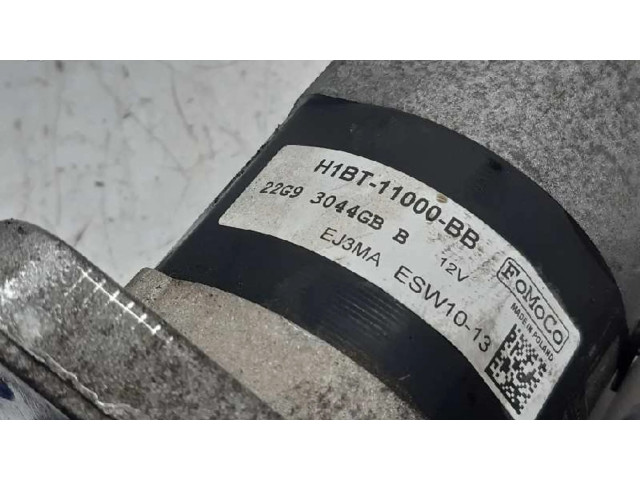 H1BT-11000-BB
22G9 3044GB B 12V
EJ3MA ESW10-13
FoMoCo
MADE IN POLAND